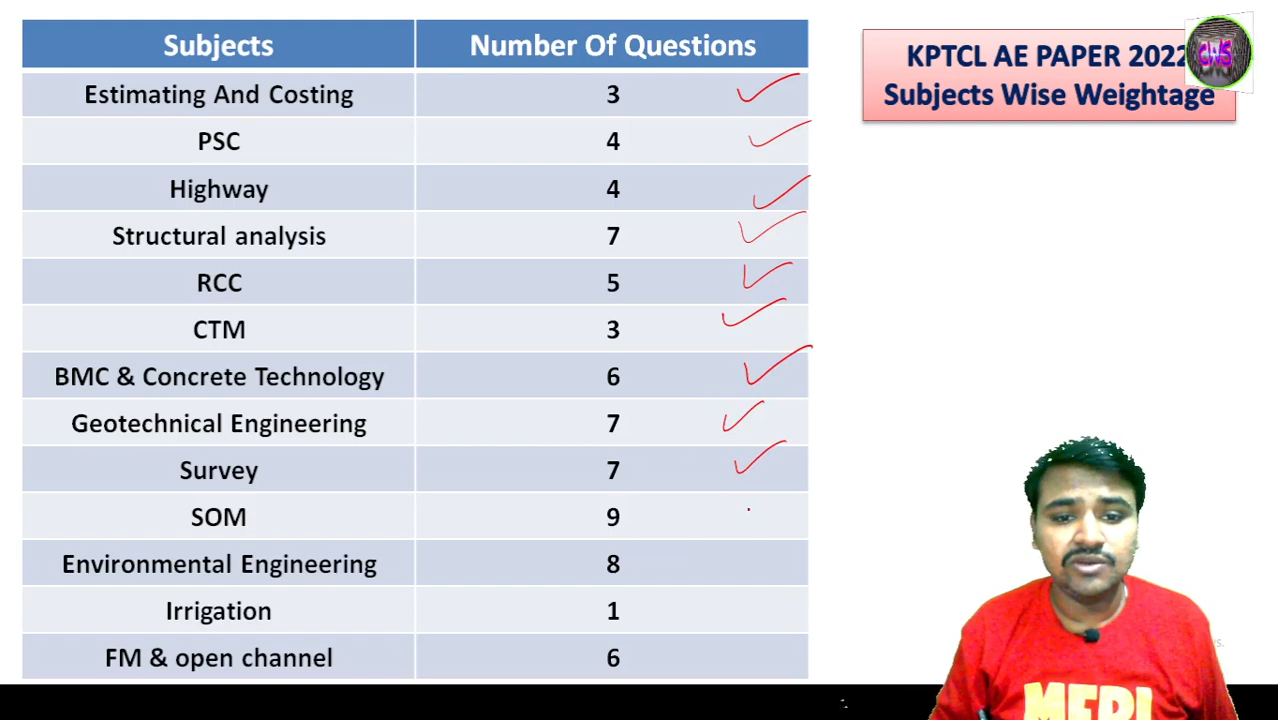 Subjects Number Of Questions
Estimating And Costing 3
PSC 4
Highway 4
Structural analysis 7
RCC 5
CTM 3
BMC & Concrete Technology 6
Geotechnical Engineering 7
Survey 7
SOM 9
Environmental Engineering 8
Irrigation 1
FM & open channel 6
KPTCL AE PAPER 2022
Subjects Wise Weightage
CWS